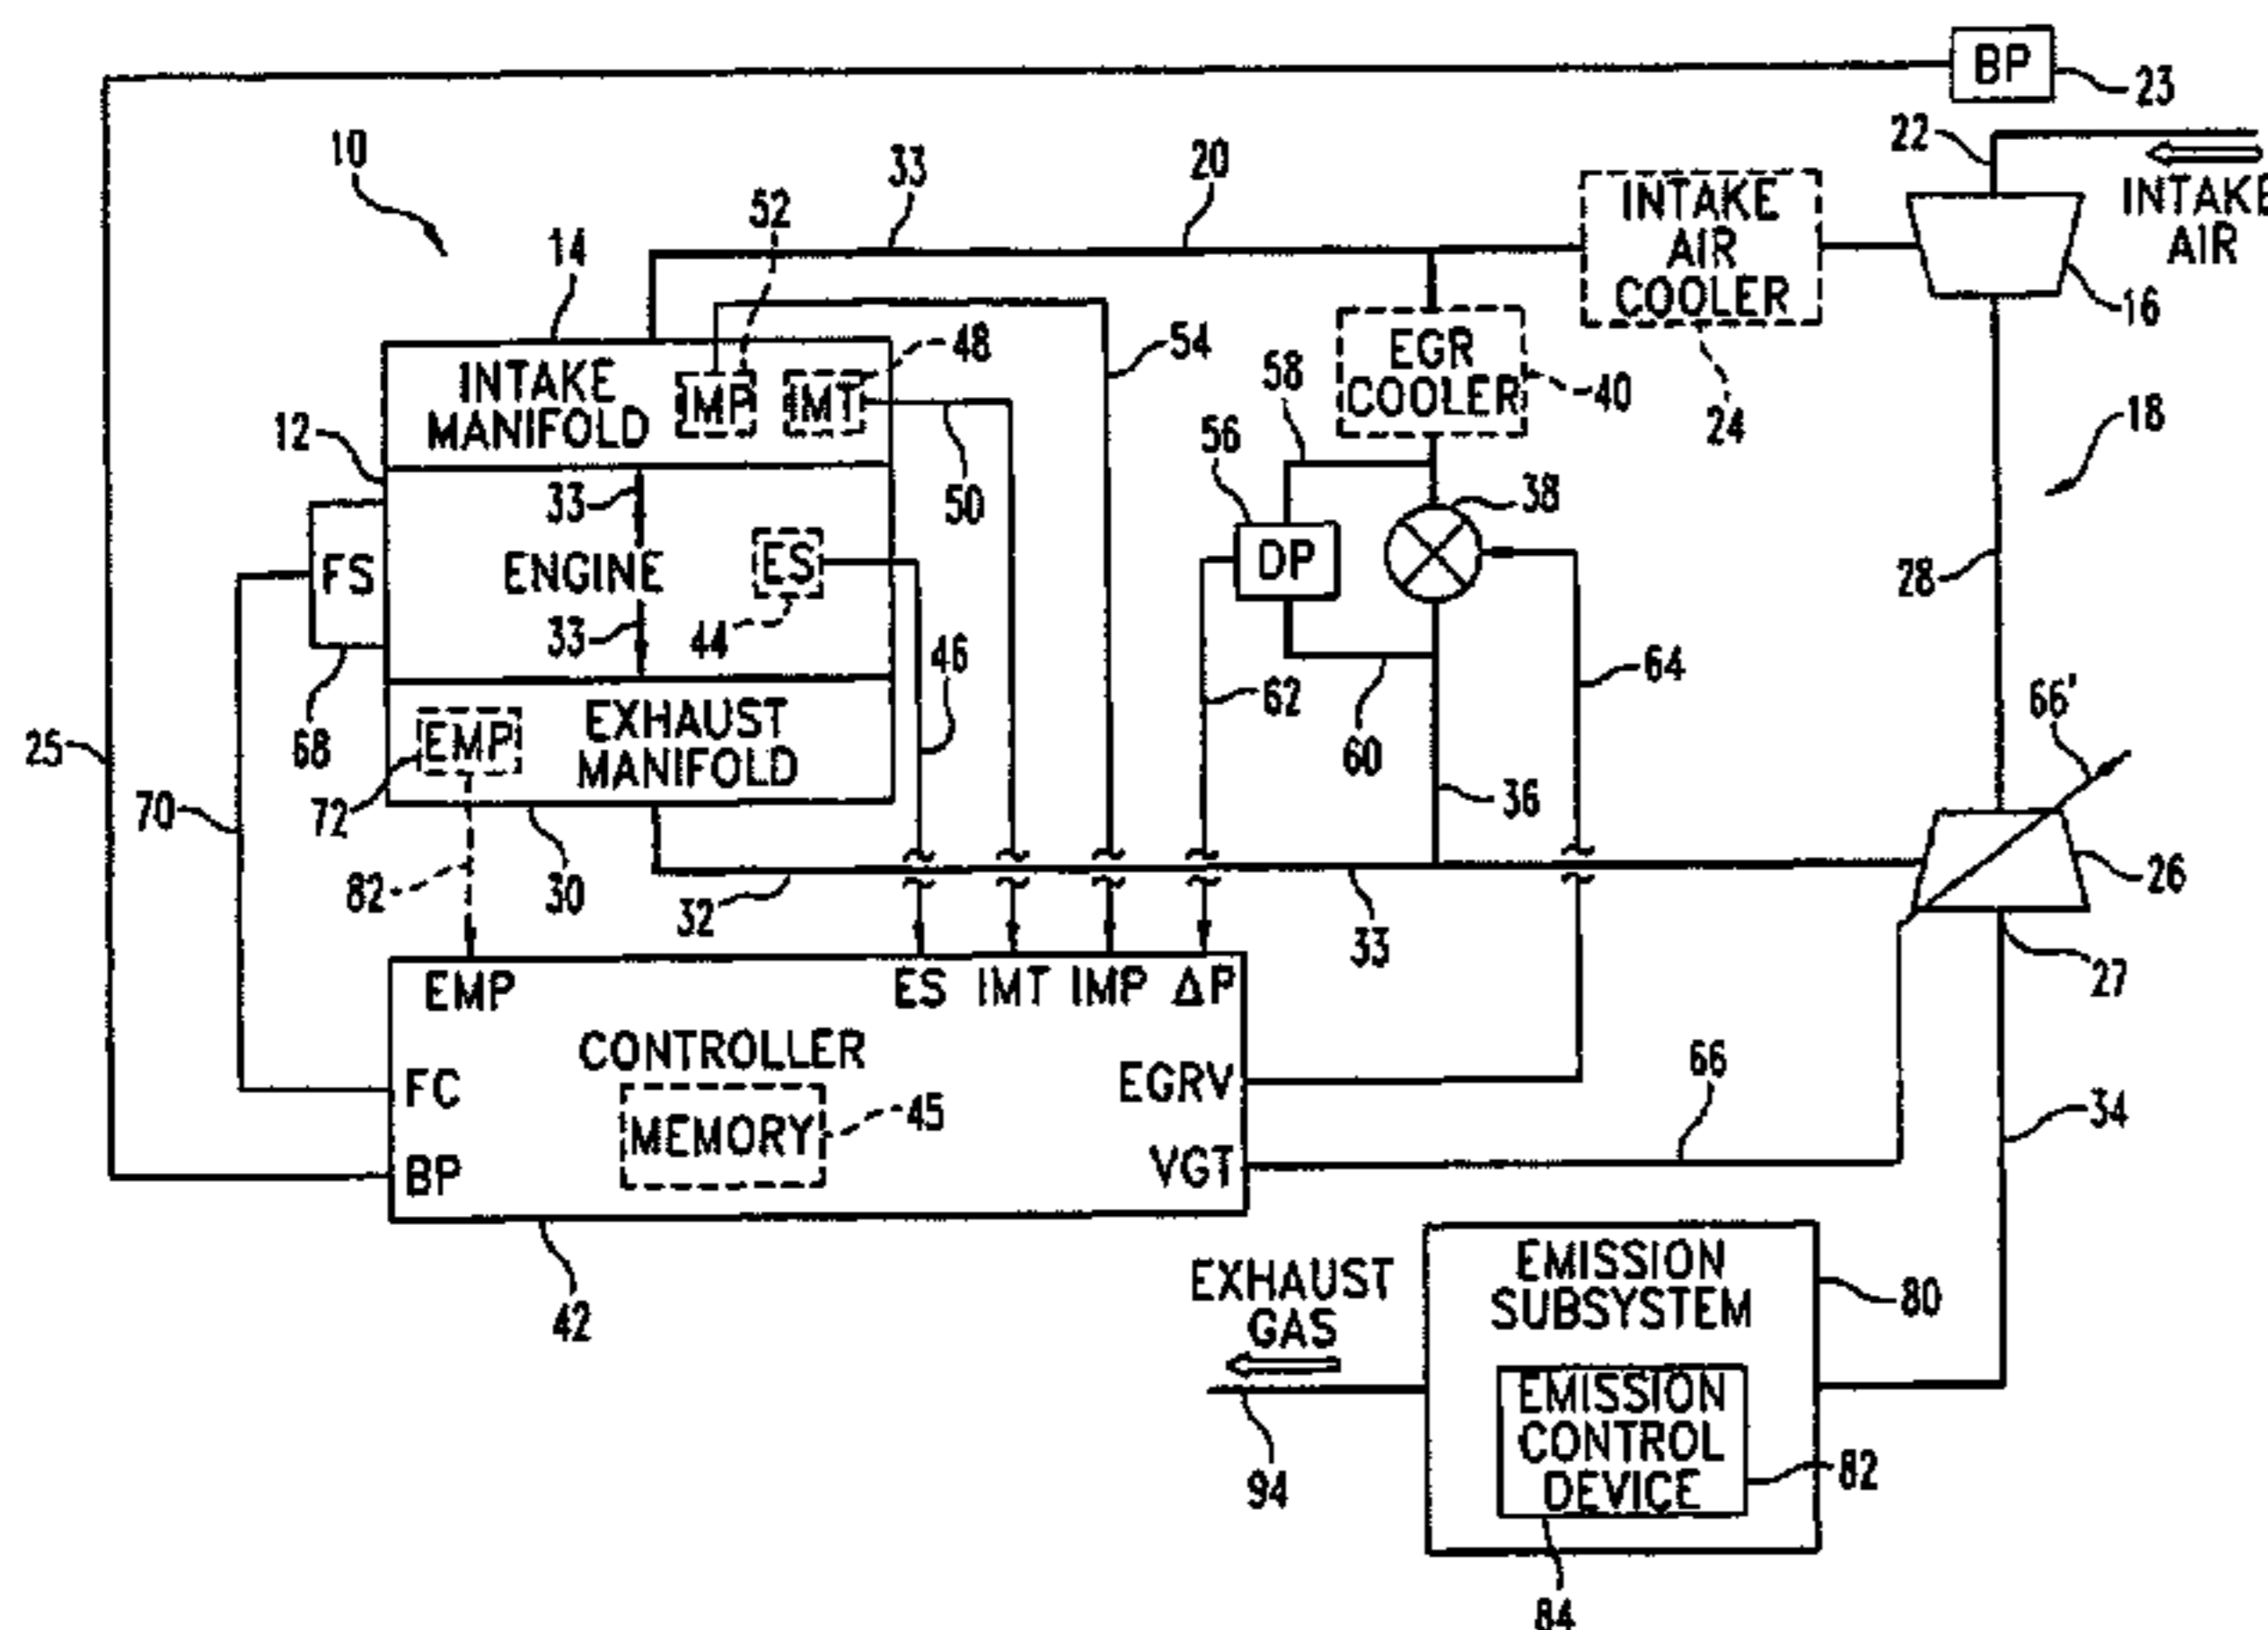 BP
23
22
INTAKE
AIR
10
33
20
52
14
INTAKE
AIR
COOLER
24
16
INTAKE
MANIFOLD
IMP
IMT
48
54
EGR
COOLER
40
58
56
18
12
50
38
33
FS
ENGINE
ES
DP
28
33
44
46
64
62
60
66'
68
25
EMP
EXHAUST
MANIFOLD
36
70
72
82
30
32
33
26
27
EMP
ES
IMT
IMP
ΔP
CONTROLLER
FC
MEMORY
45
EGRV
66
34
BP
VGT
42
EXHAUST
GAS
EMISSION
SUBSYSTEM
80
94
EMISSION
CONTROL
DEVICE
82
84